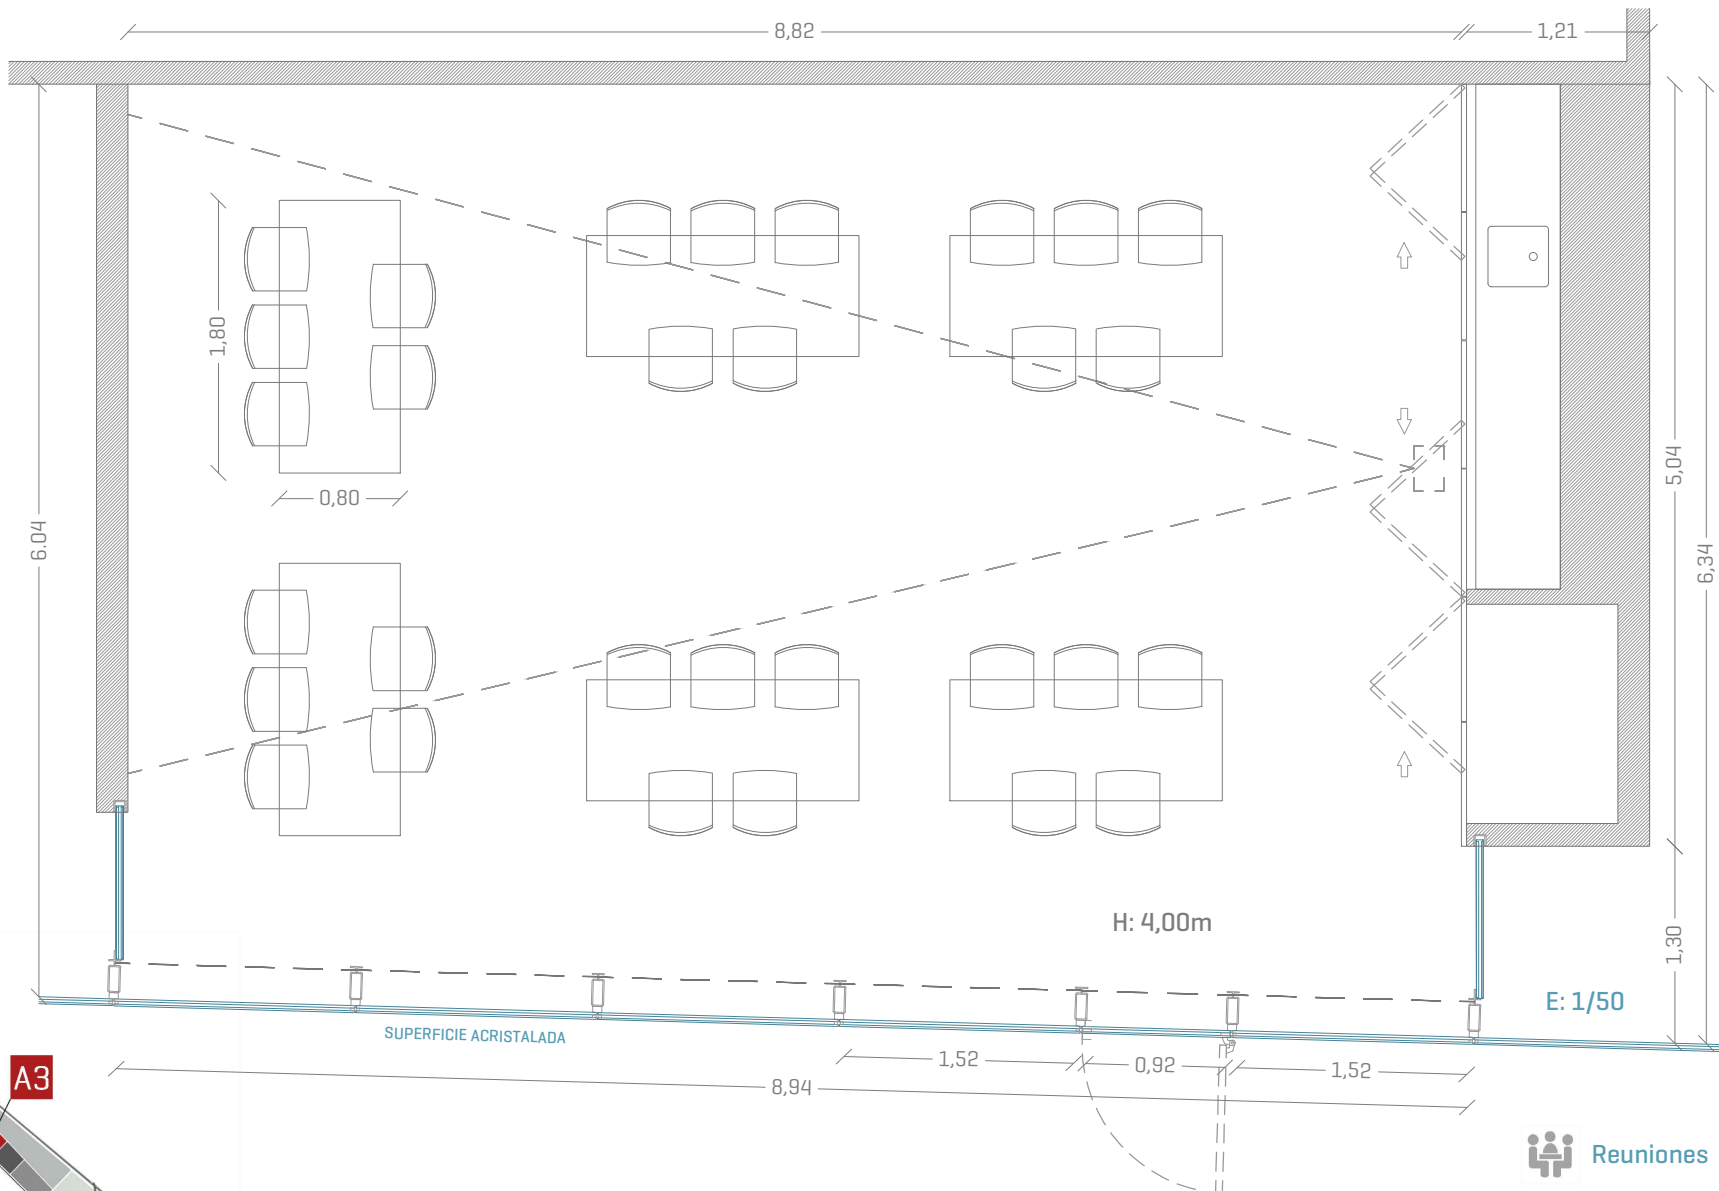 8,82
1,21
1,80
0,80
6.04
5,04
6,34
1,30
H: 4,00m
E: 1/50
SUPERFICIE ACRISTALADA
1,52
0,92
1,52
8,94
A3
Reuniones